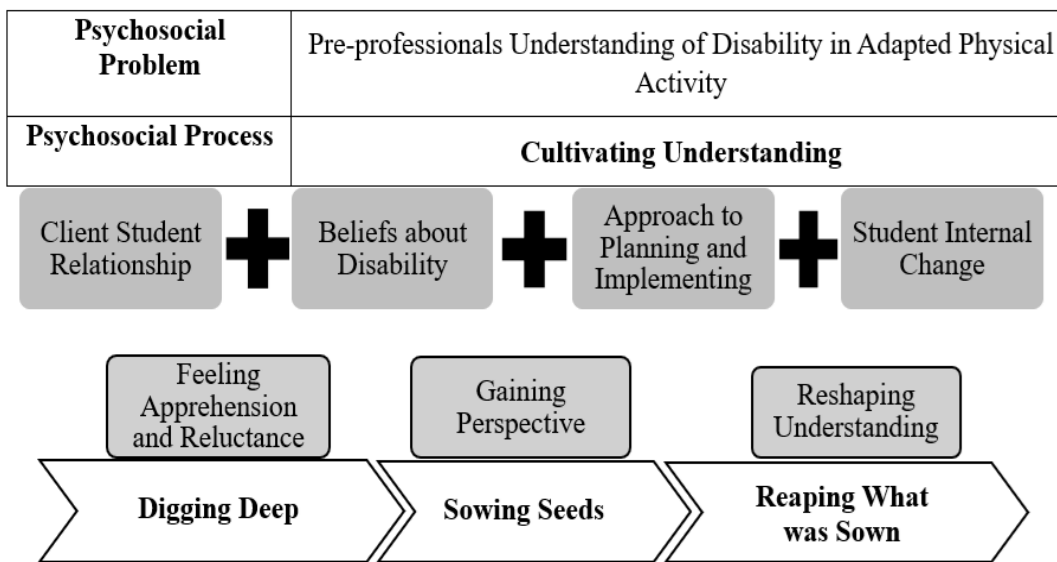 Psychosocial
Problem
Pre-professionals Understanding of Disability in Adapted Physical
Activity
Psychosocial Process
Cultivating Understanding
Client Student
Relationship
Beliefs about
Disability
Approach to
Planning and
Implementing
Student Internal
Change
Feeling
Apprehension
and Reluctance
Gaining
Perspective
Reshaping
Understanding
Digging Deep
Sowing Seeds
Reaping What
was Sown